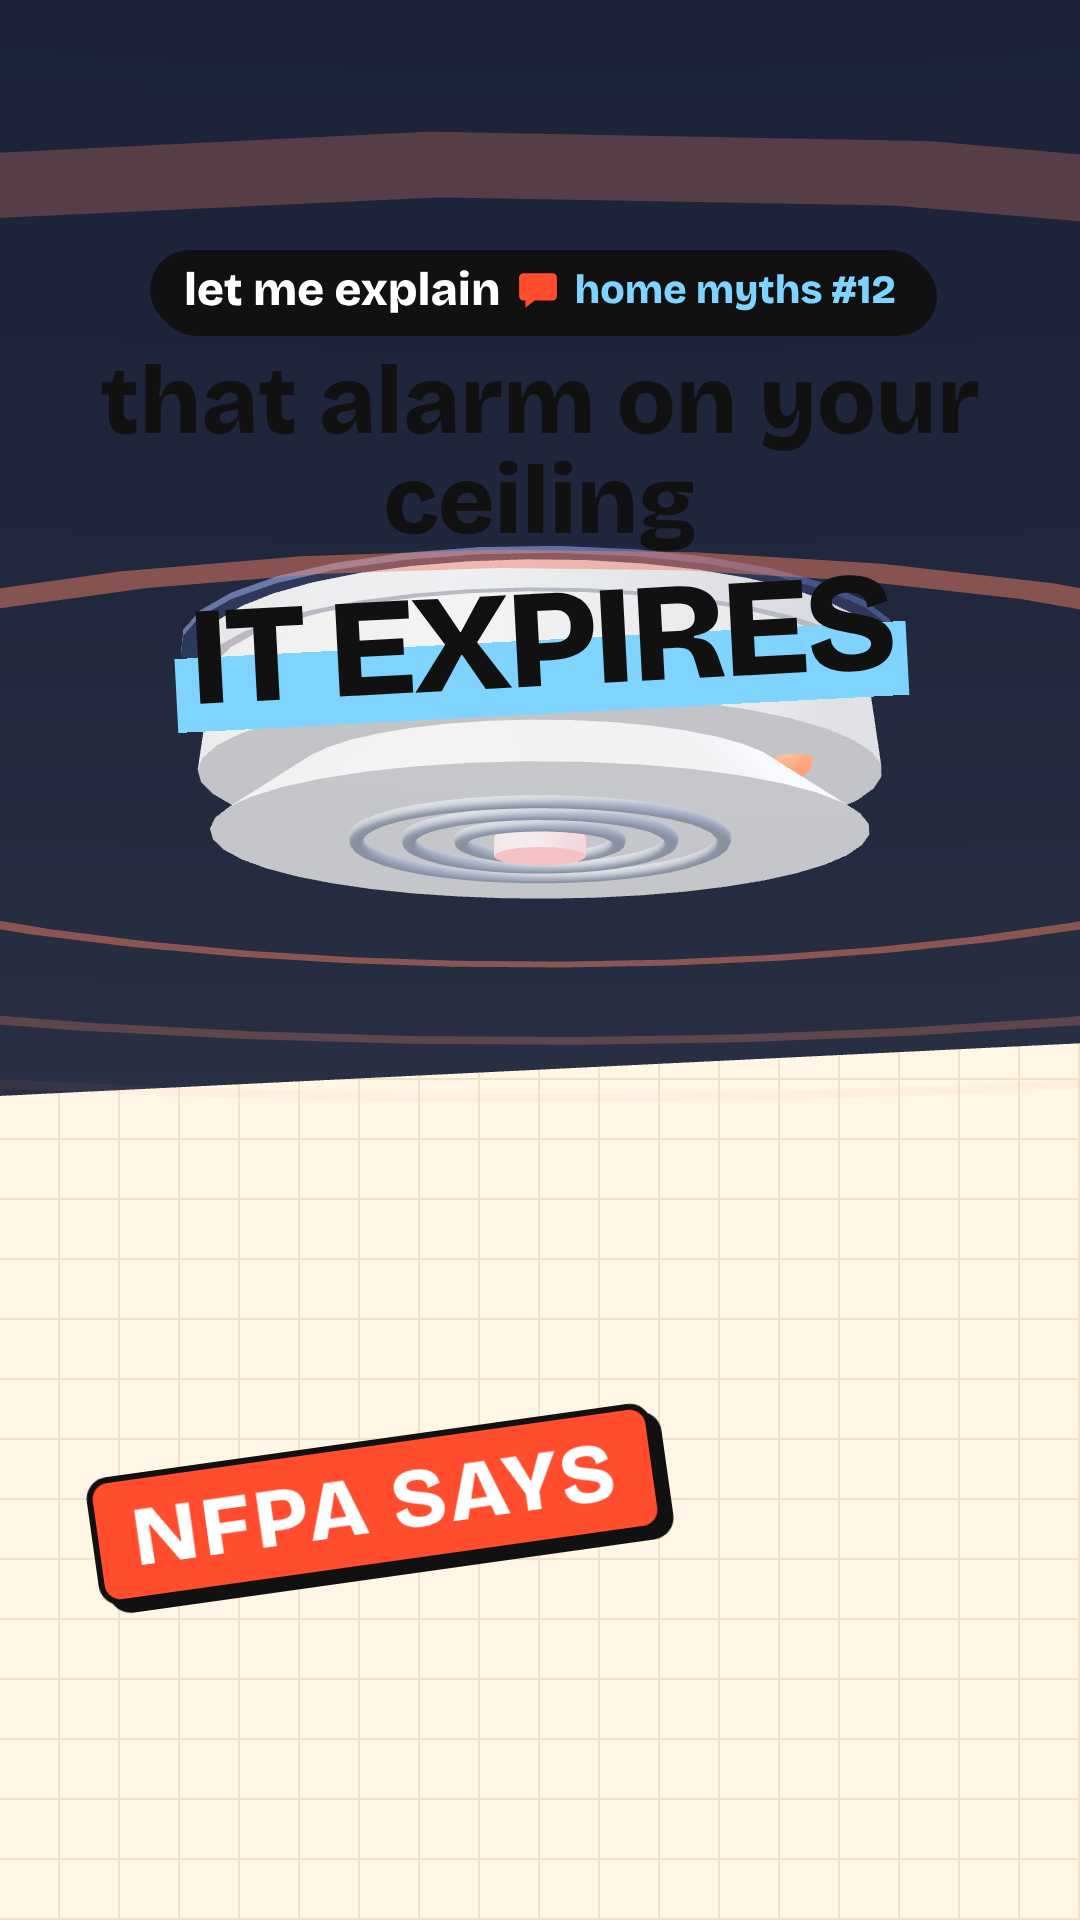 let me explain home myths #12
that alarm on your
ceiling
IT EXPIRES
NFPA SAYS